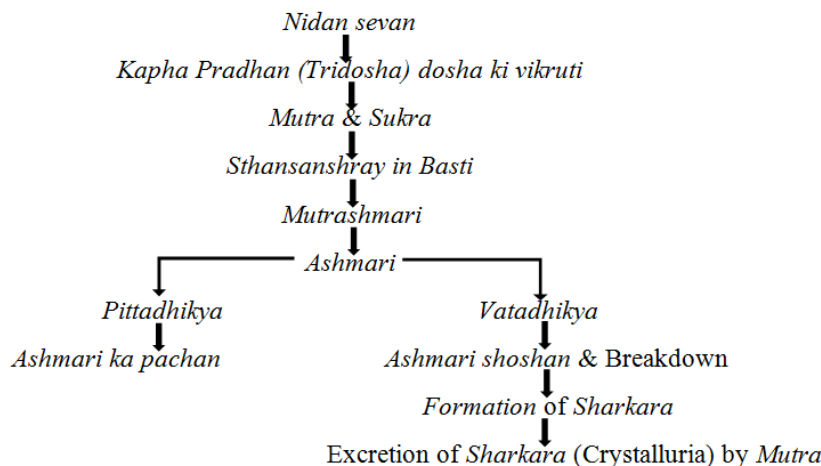 Nidan sevan
Kapha Pradhan (Tridosha) dosha ki vikruti
Mutra & Sukra
Sthansanshray in Basti
Mutrashmari
Ashmari
Pittadhikya
Vatadhikya
Ashmari ka pachan
Ashmari shoshan & Breakdown
Formation of Sharkara
Excretion of Sharkara (Crystalluria) by Mutra